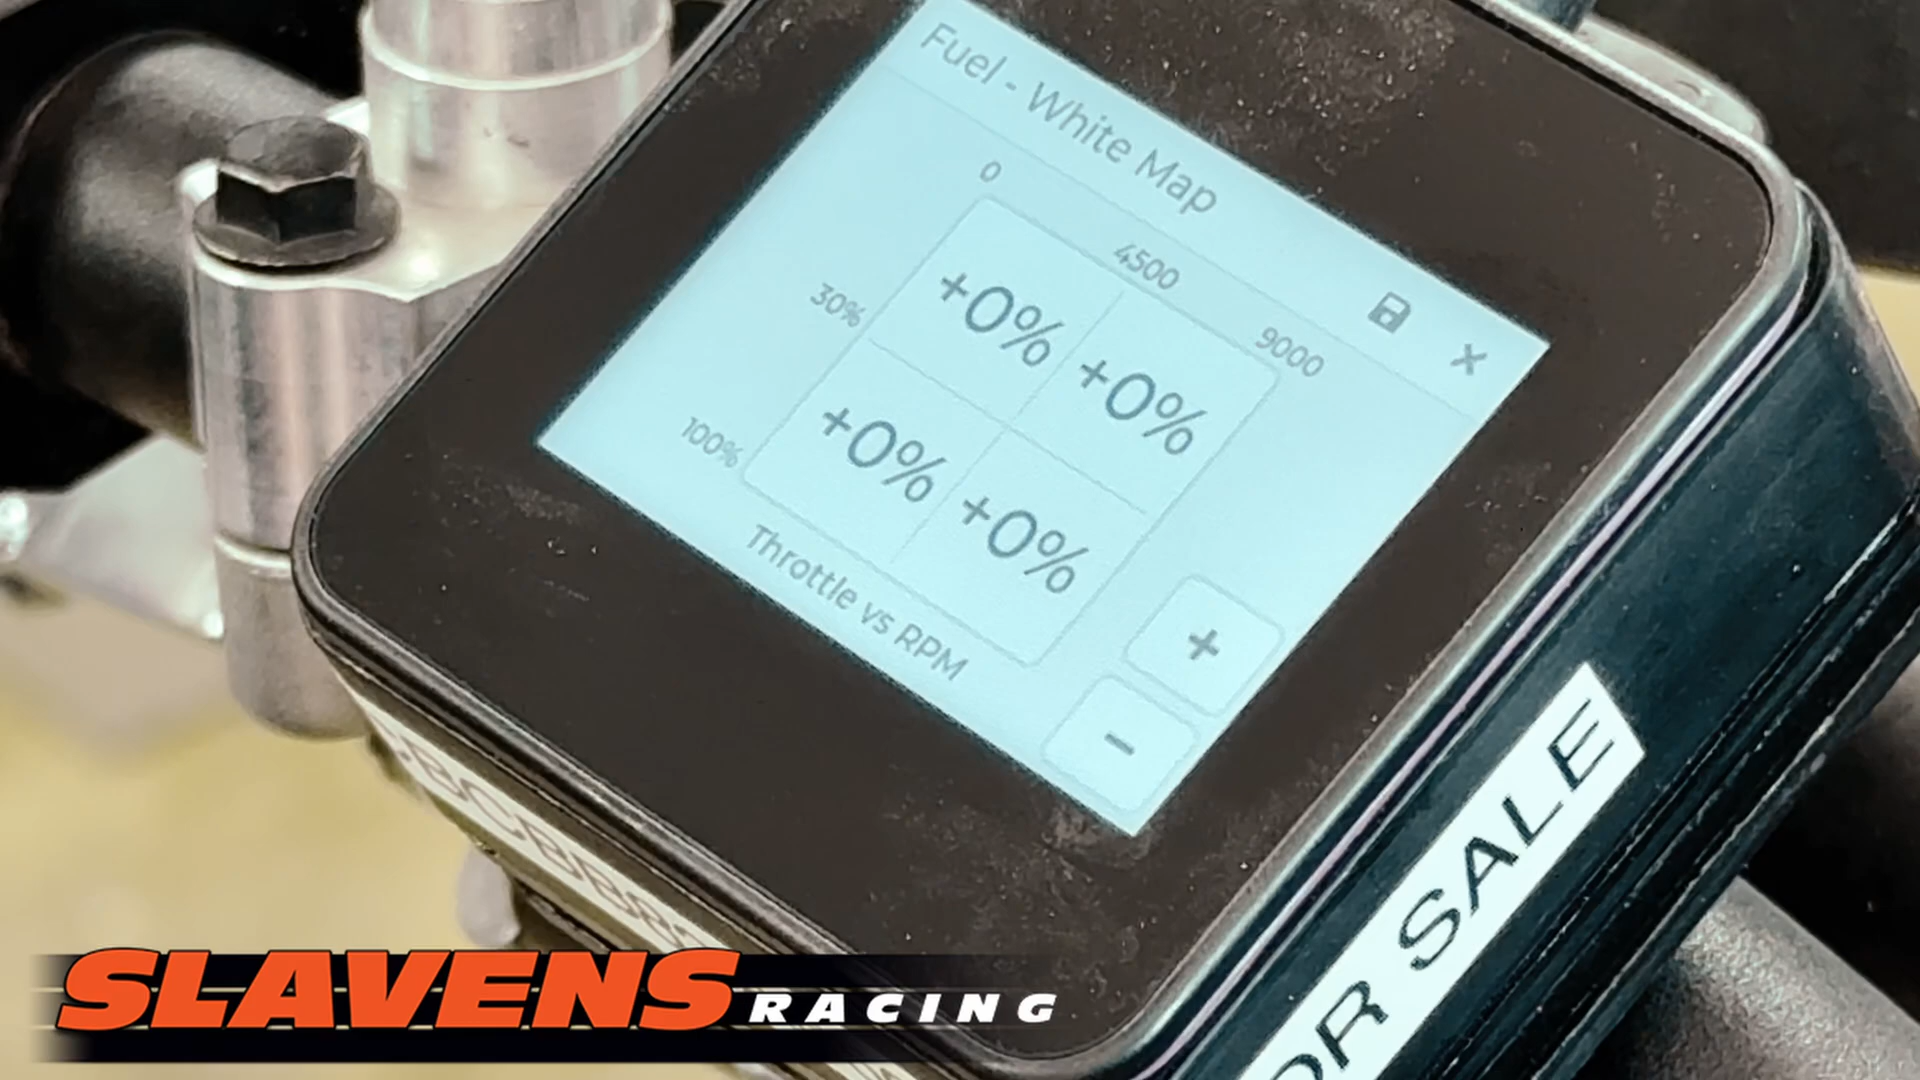 Fuel - White Map
0
4500
9000
30%
+0%
+0%
100%
+0%
+0%
Throttle vs RPM
+
-
OR SALE
SLAVENS
RACING